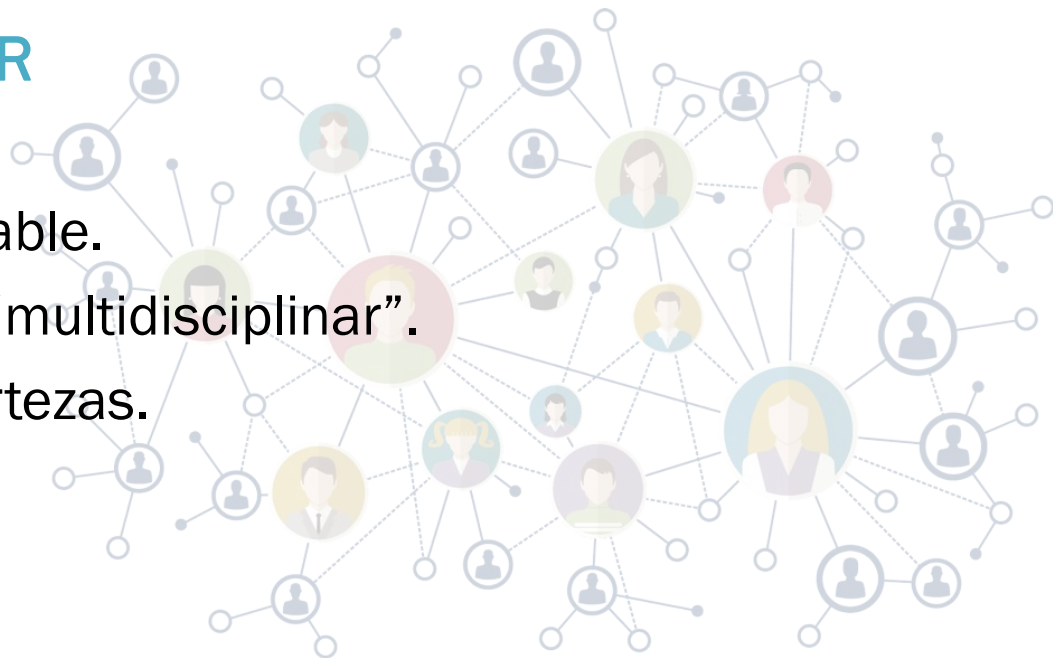 R
able.
multidisciplinar”.
rtezas.